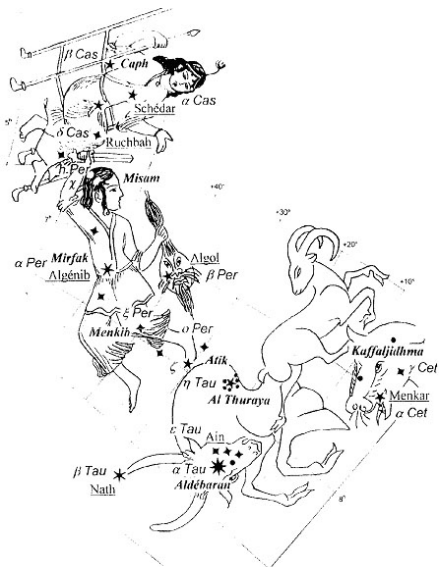 β Cas
Caph
α Cas
Schédar
δ Cas
Ruchbah
h Per
χ
Misam
+40°
+30°
+20°
+10°
Mirfak
α Per
Algénib
Algol
β Per
ξ Per
Menkib
ο Per
ζ
Atik
Kaffaljidhma
γ Cet
Menkar
α Cet
η Tau
Al Thuraya
ε Tau
Ain
β Tau
Nath
α Tau
Aldébaran